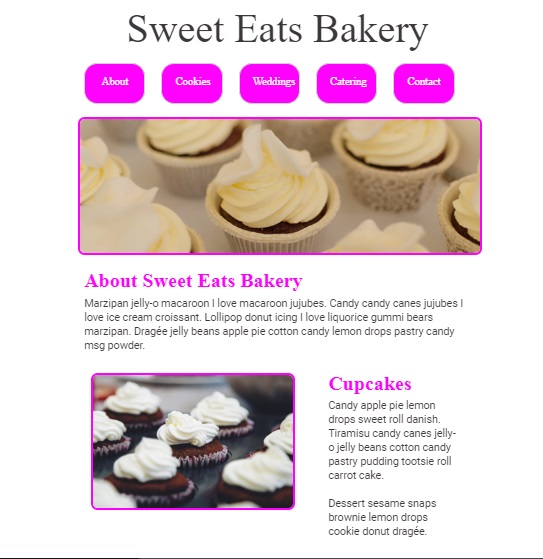 Sweet Eats Bakery
About Cookies Weddings Catering Contact
About Sweet Eats Bakery
Marzipan jelly-o macaroon I love macaroon jujubes. Candy candy canes jujubes I
love ice cream croissant. Lollipop donut icing I love liquorice gummi bears
marzipan. Dragée jelly beans apple pie cotton candy lemon drops pastry candy
msg powder.
Cupcakes
Candy apple pie lemon
drops sweet roll danish.
Tiramisu candy canes jelly-
o jelly beans cotton candy
pastry pudding tootsie roll
carrot cake.
Dessert sesame snaps
brownie lemon drops
cookie donut dragée.